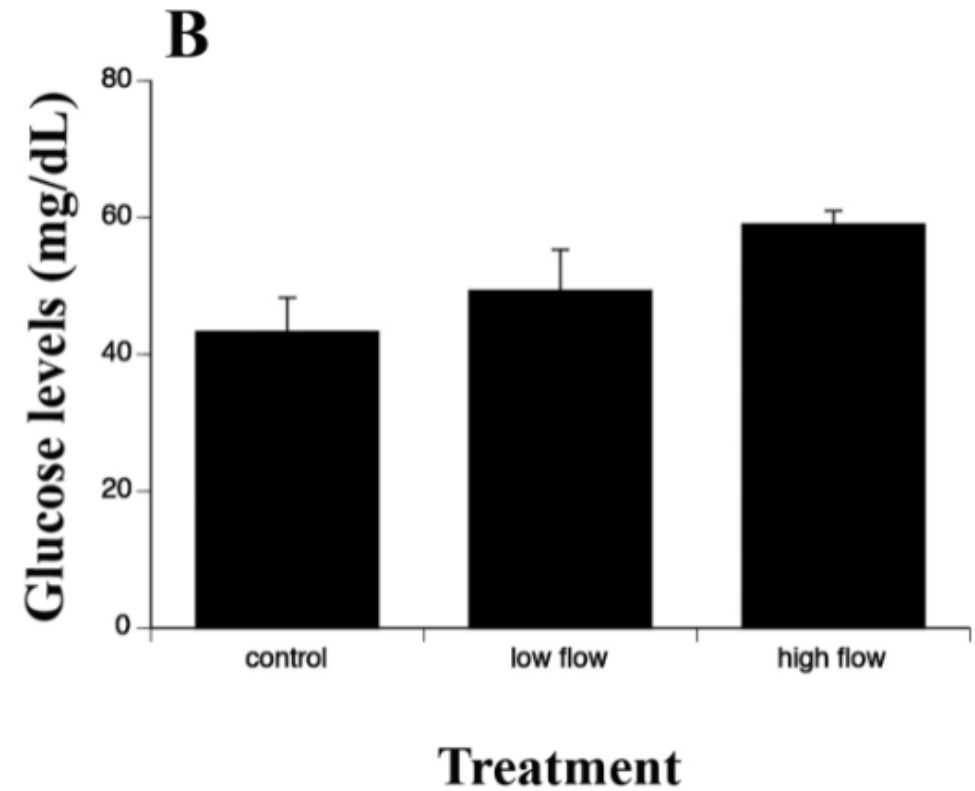 B
Glucose levels (mg/dL)
80
60
40
20
0
control
low flow
high flow
Treatment